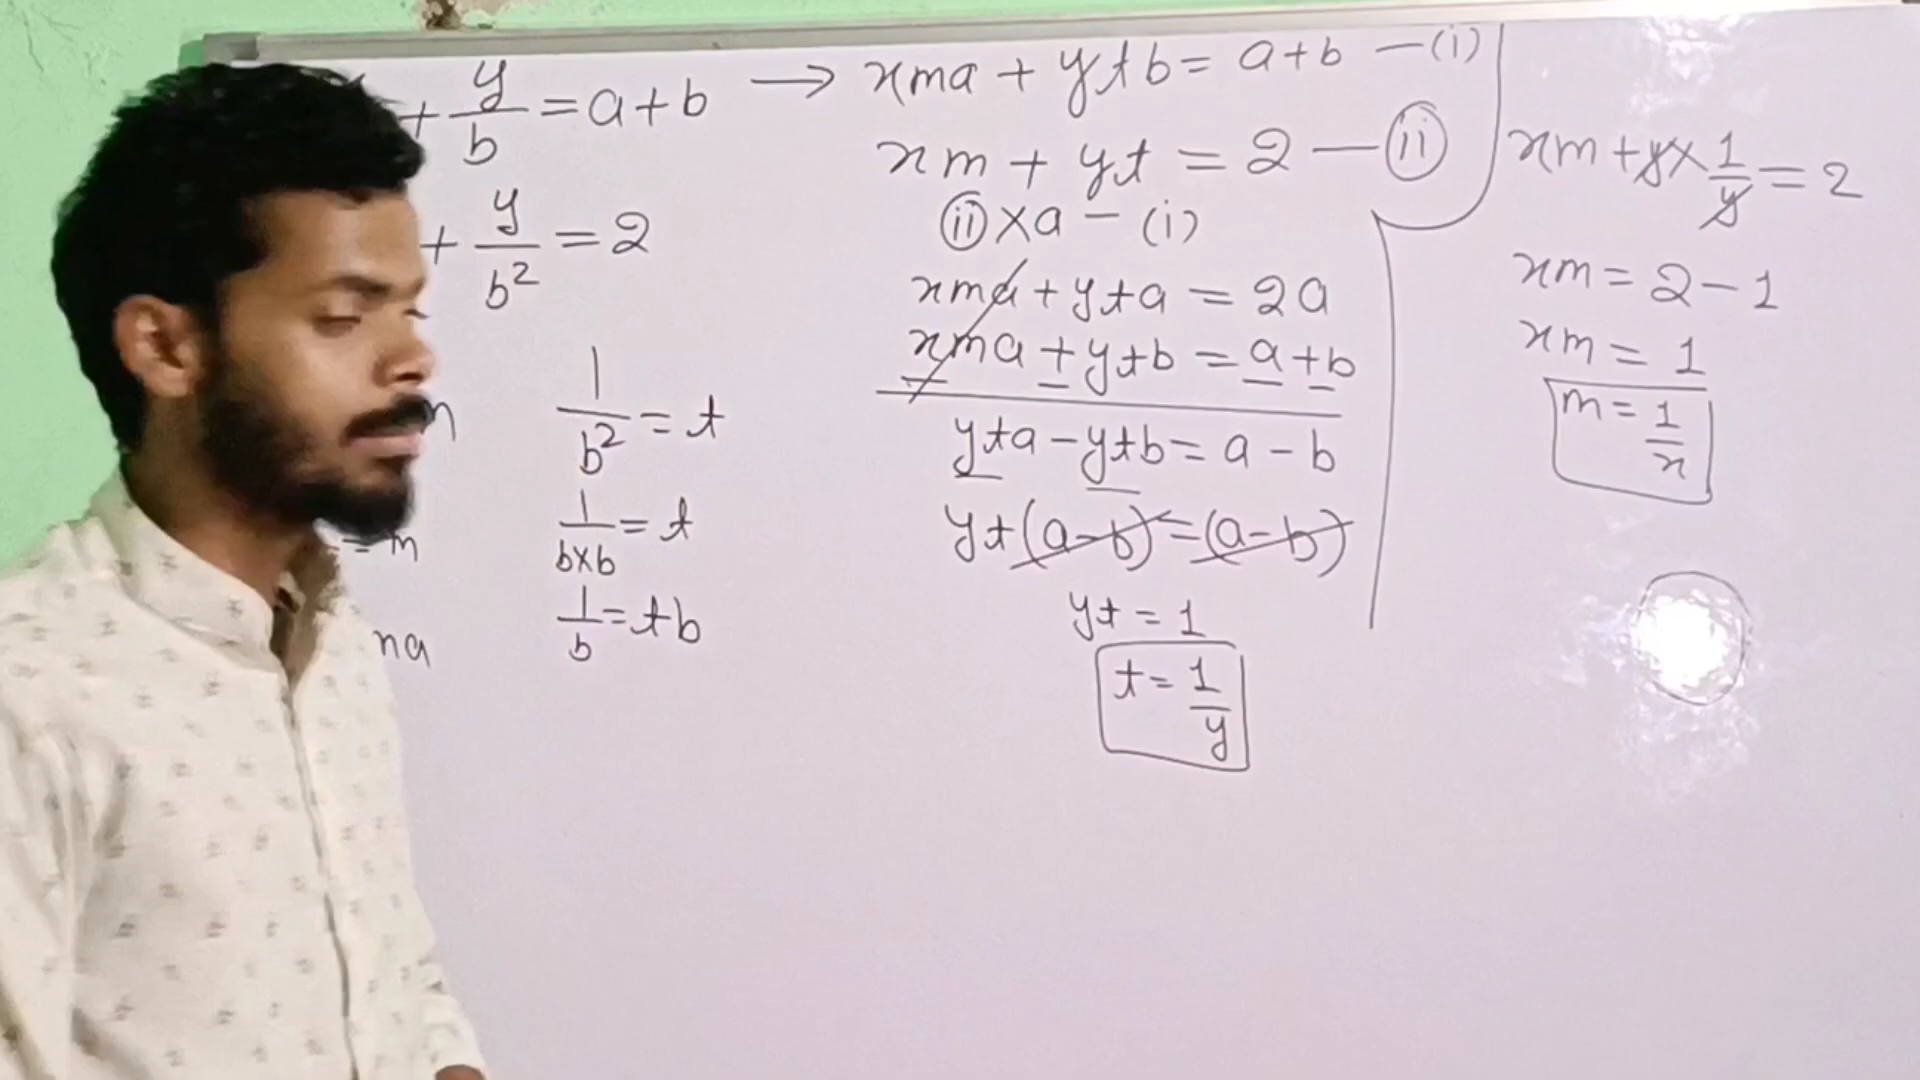 + y/b = a + b → xma + ytb = a + b — (i)
+ y/b² = 2
m
= m
ma
1/b² = t
1/(b×b) = t
1/b = tb
xm + yt = 2 — (ii)
(ii) × a − (i)
xma + yta = 2a
xma + ytb = a + b
− − − −
yta − ytb = a − b
yt(a − b) = (a − b)
yt = 1
t = 1/y
xm + y × 1/y = 2
xm = 2 − 1
xm = 1
m = 1/x